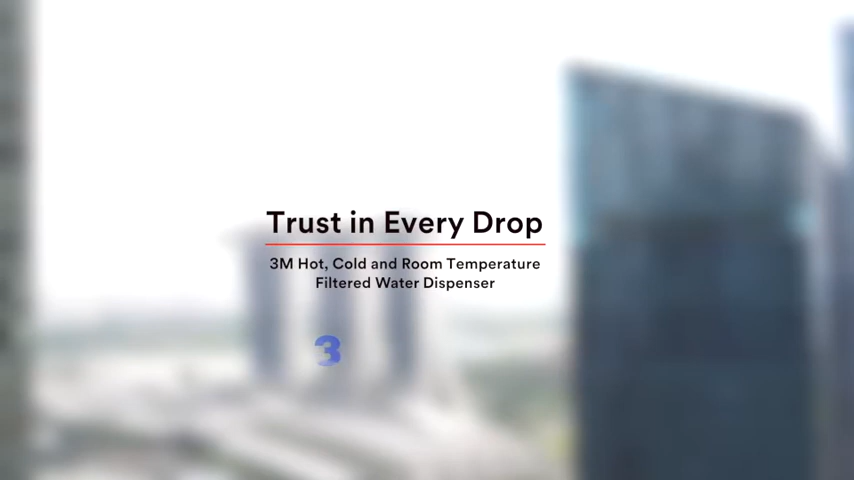 Trust in Every Drop
3M Hot, Cold and Room Temperature
Filtered Water Dispenser
3